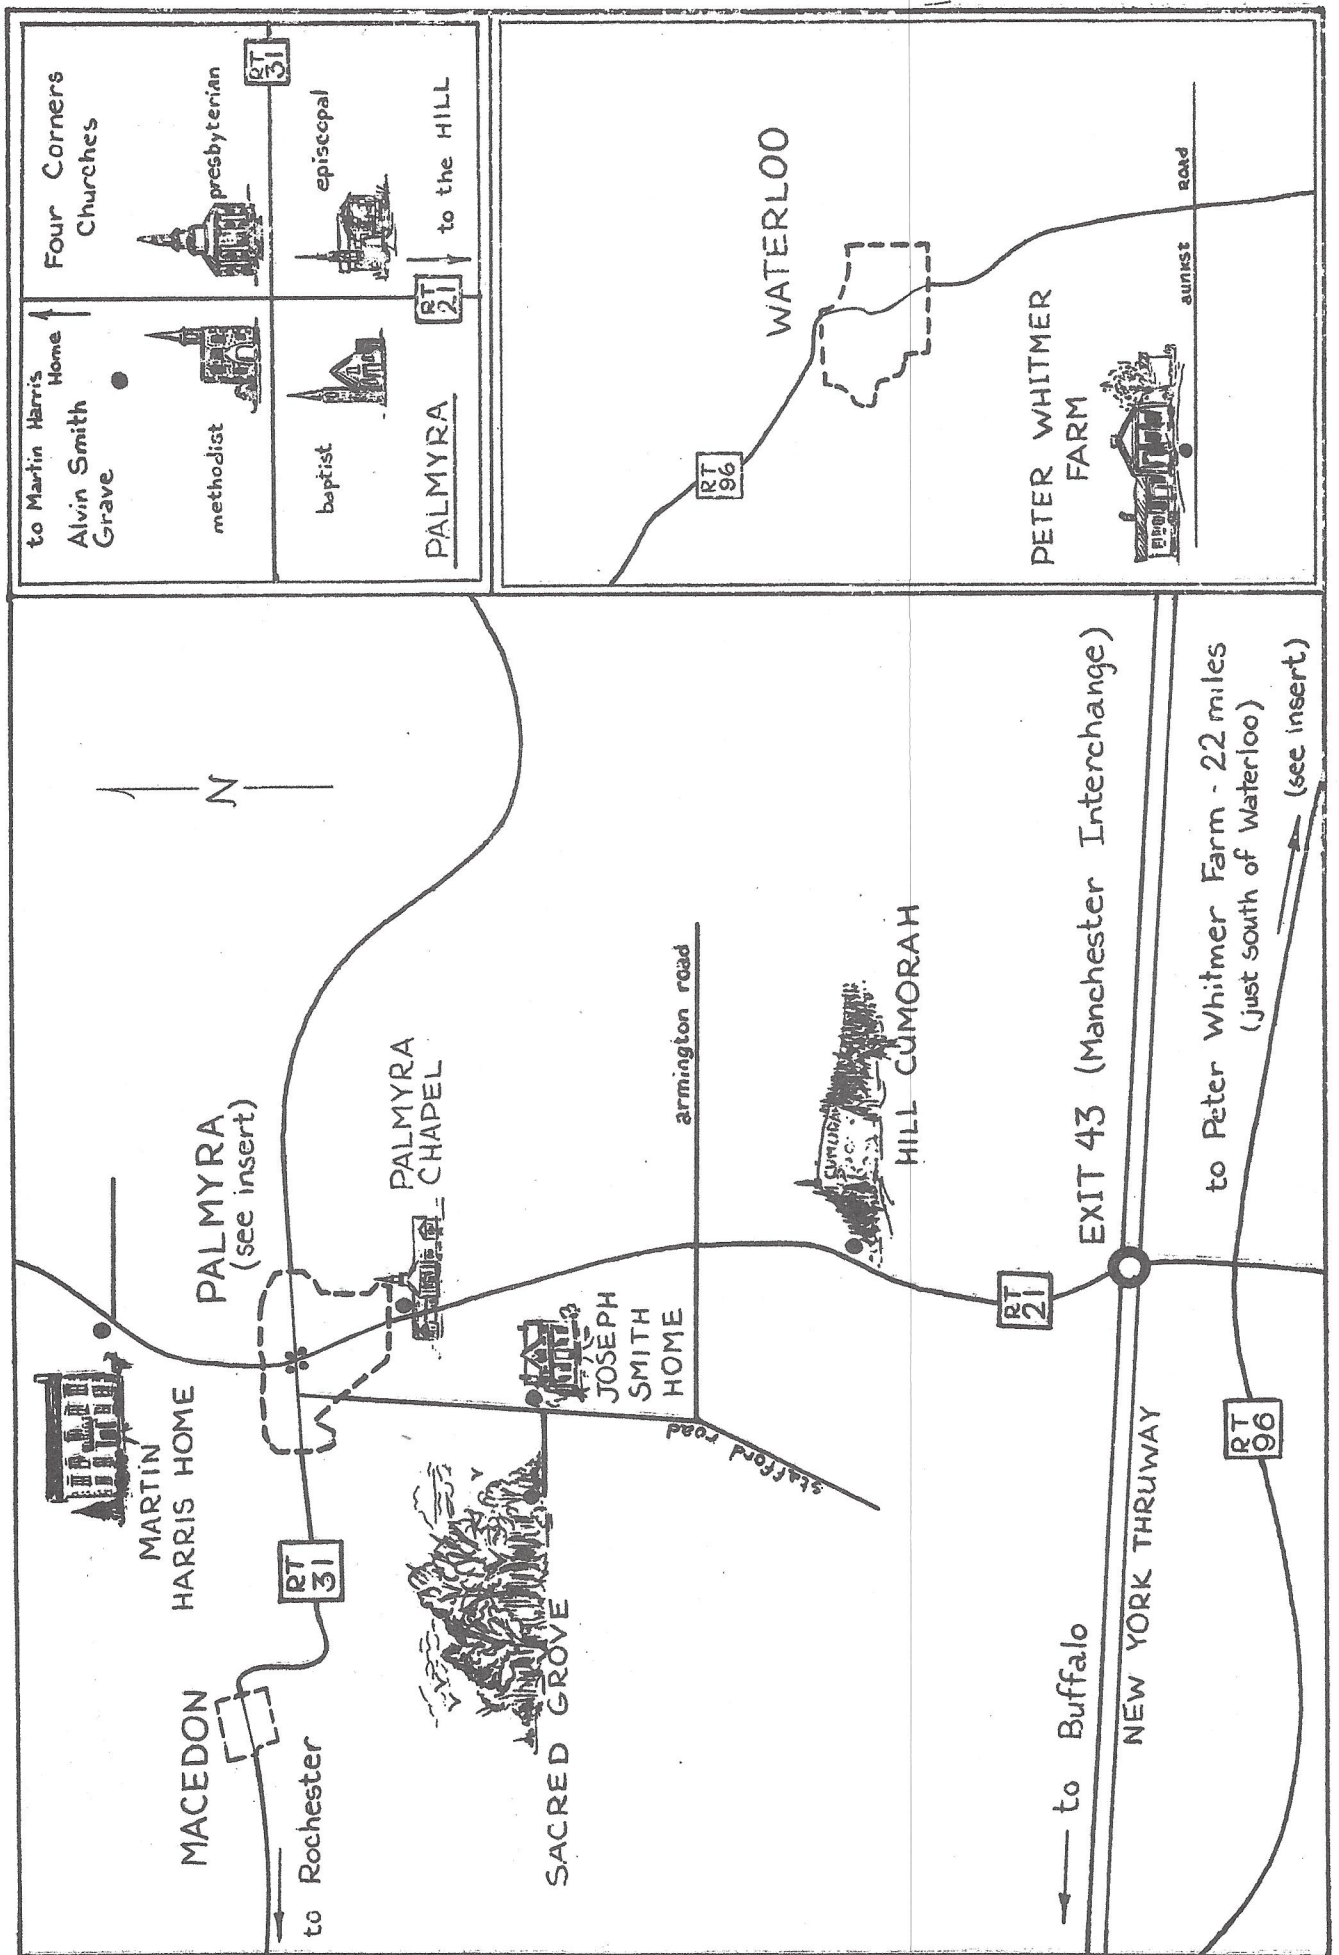 MARTIN
HARRIS HOME
PALMYRA
(see insert)
MACEDON
RT
31
to Rochester
N
PALMYRA
CHAPEL
SACRED GROVE
JOSEPH
SMITH
HOME
stafford road
armington road
CUMORAH
HILL CUMORAH
RT
21
EXIT 43 (Manchester Interchange)
to Buffalo
NEW YORK THRUWAY
RT
96
to Peter Whitmer Farm - 22 miles
(just south of Waterloo)
(see insert)
to Martin Harris
Home
Alvin Smith
Grave
Four Corners
Churches
methodist
presbyterian
RT
31
baptist
episcopal
PALMYRA
RT
21
to the HILL
WATERLOO
RT
96
PETER WHITMER
FARM
aunkst road